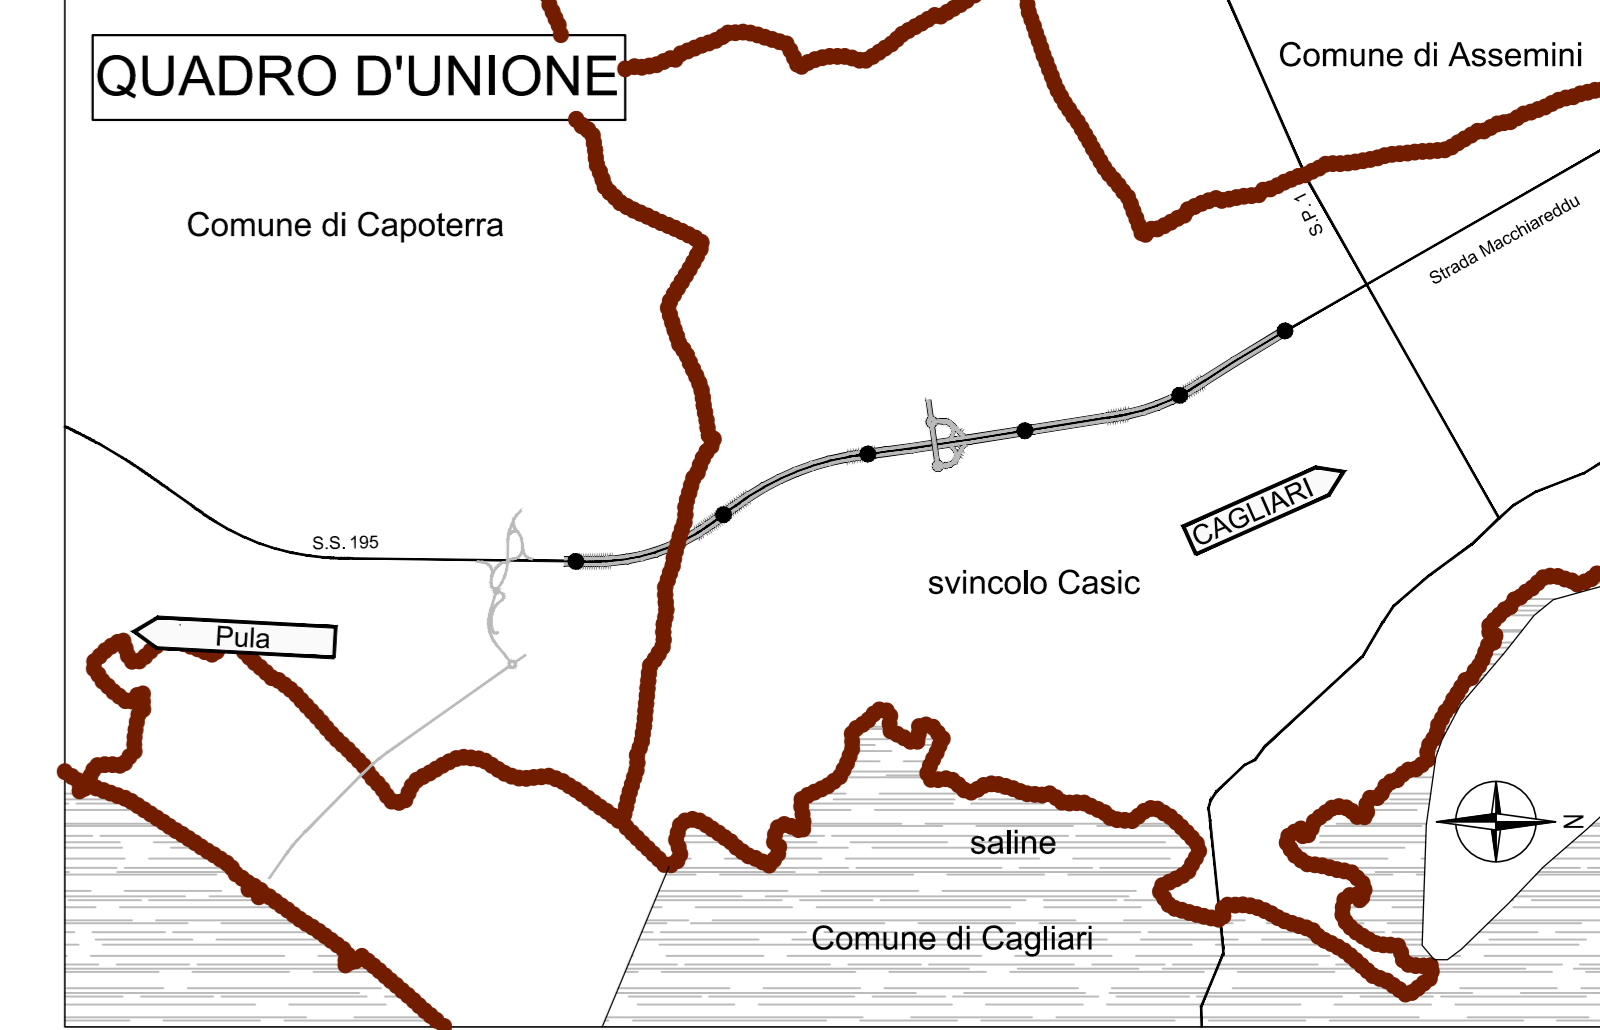 QUADRO D'UNIONE
Comune di Assemini
Comune di Capoterra
S.P.1
Strada Macchiareddu
CAGLIARI
S.S. 195
svincolo Casic
Pula
saline
N
Comune di Cagliari